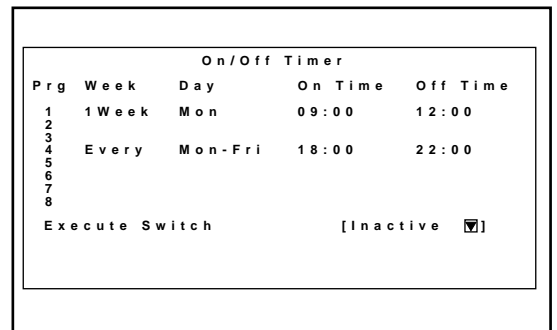 On/Off Timer
Prg Week Day On Time Off Time
1 1Week Mon 09:00 12:00
2
3
4 Every Mon-Fri 18:00 22:00
5
6
7
8
Execute Switch [Inactive ▼]